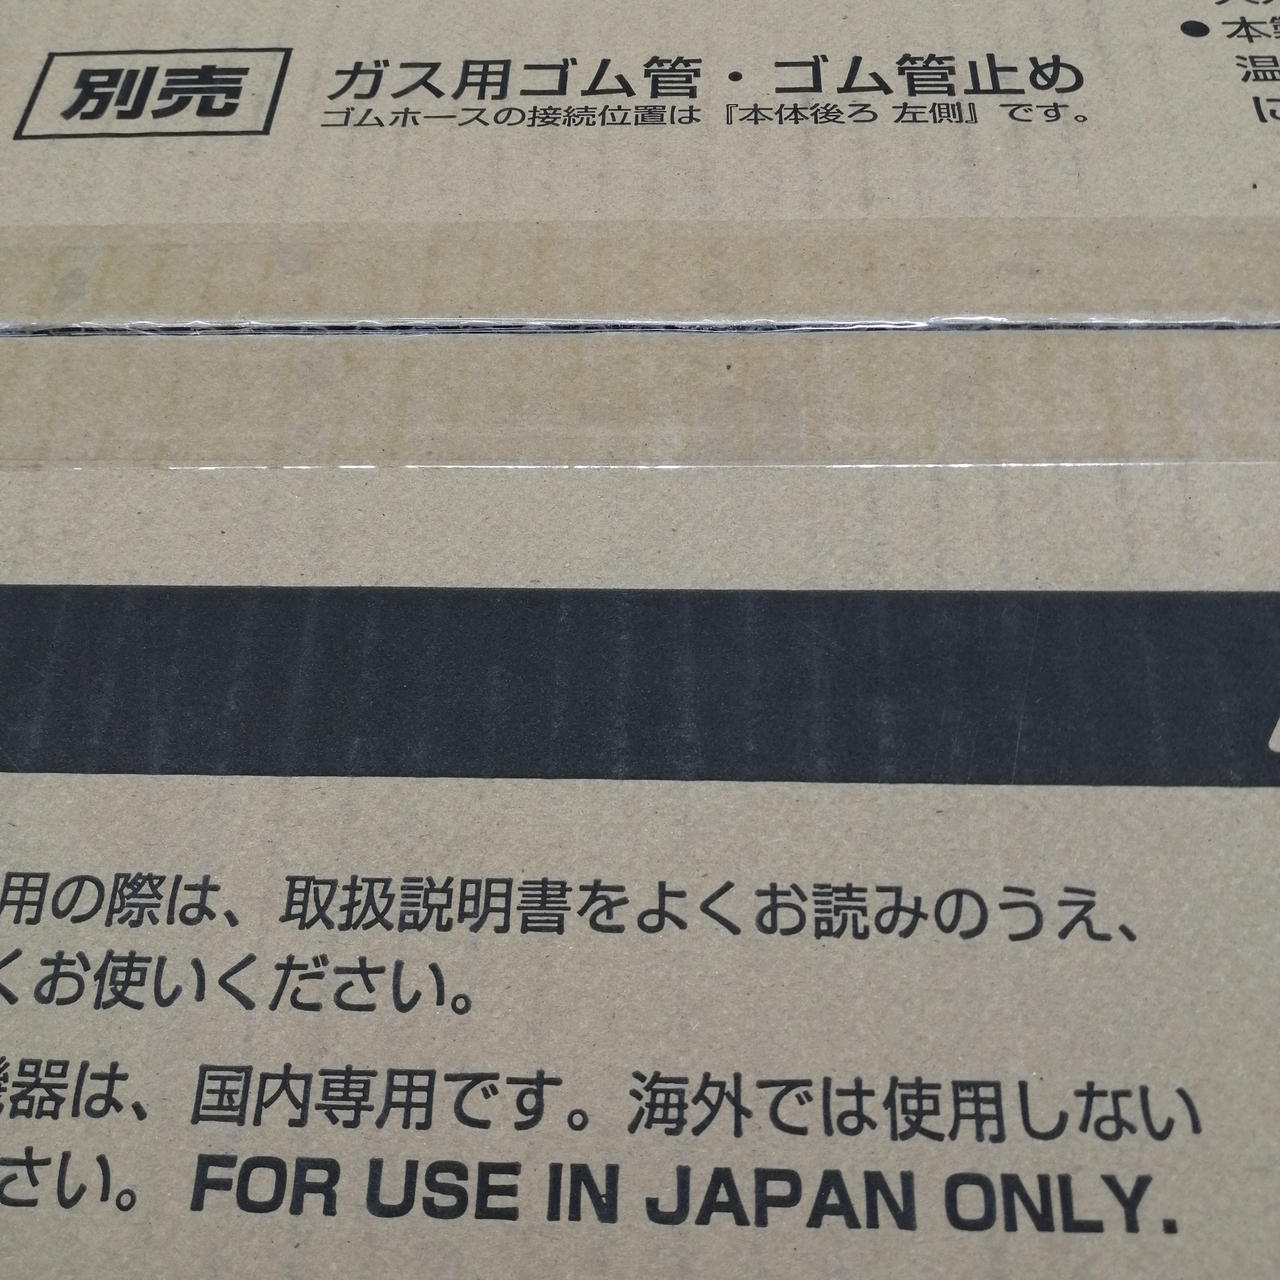 別売 ガス用ゴム管・ゴム管止め
ゴムホースの接続位置は『本体後ろ 左側』です。
● 本
温
に
用の際は、取扱説明書をよくお読みのうえ、
くお使いください。
器は、国内専用です。海外では使用しない
さい。FOR USE IN JAPAN ONLY.